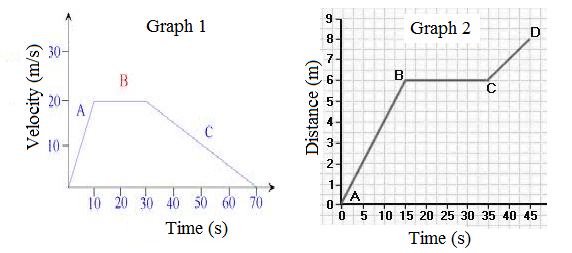 Graph 1
Velocity (m/s)
30
20
10
A
B
C
10 20 30 40 50 60 70
Time (s)
Graph 2
Distance (m)
9
8
7
6
5
4
3
2
1
0
A
B
C
D
0 5 10 15 20 25 30 35 40 45
Time (s)